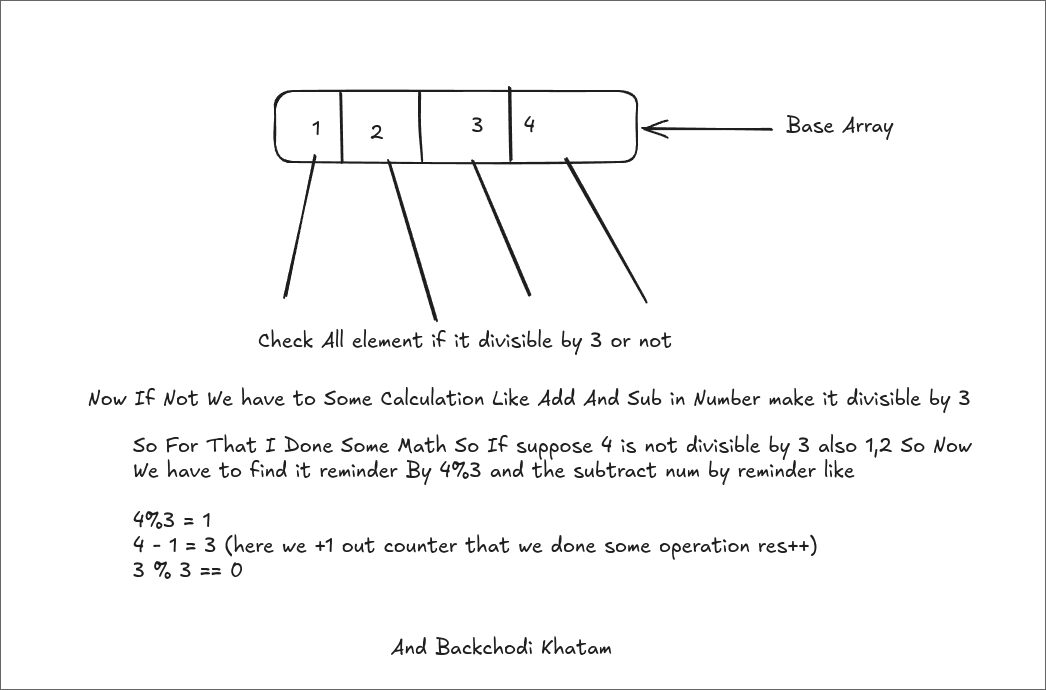 1 2 3 4
Base Array
Check All element if it divisible by 3 or not
Now If Not We have to Some Calculation Like Add And Sub in Number make it divisible by 3
So For That I Done Some Math So If suppose 4 is not divisible by 3 also 1,2 So Now
We have to find it reminder By 4%3 and the subtract num by reminder like
4%3 = 1
4 - 1 = 3 (here we +1 out counter that we done some operation res++)
3 % 3 == 0
And Backchodi Khatam